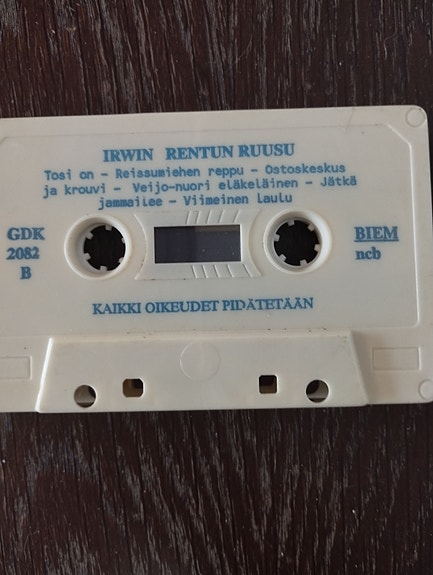 IRWIN RENTUN RUUSU
Tosi on - Reissumiehen reppu - Ostoskeskus
ja krouvi - Veijo-nuori eläkeläinen - Jätkä
jammailee - Viimeinen laulu
GDK
2082
B
BIEM
ncb
KAIKKI OIKEUDET PIDÄTETÄÄN